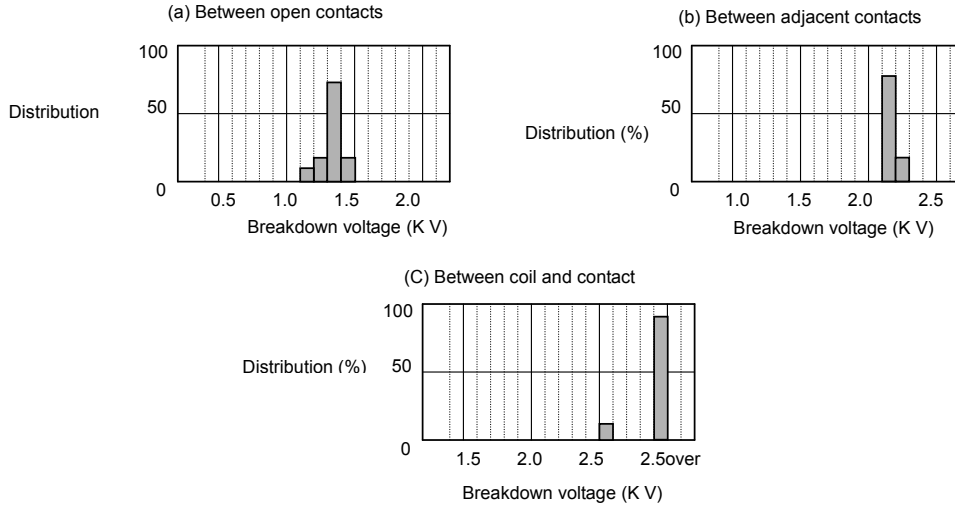 (a) Between open contacts
100
50
0
Distribution
0.5 1.0 1.5 2.0
Breakdown voltage (K V)
(b) Between adjacent contacts
100
50
0
Distribution (%)
1.0 1.5 2.0 2.5
Breakdown voltage (K V)
(C) Between coil and contact
100
50
0
Distribution (%)
1.5 2.0 2.5 2.5over
Breakdown voltage (K V)